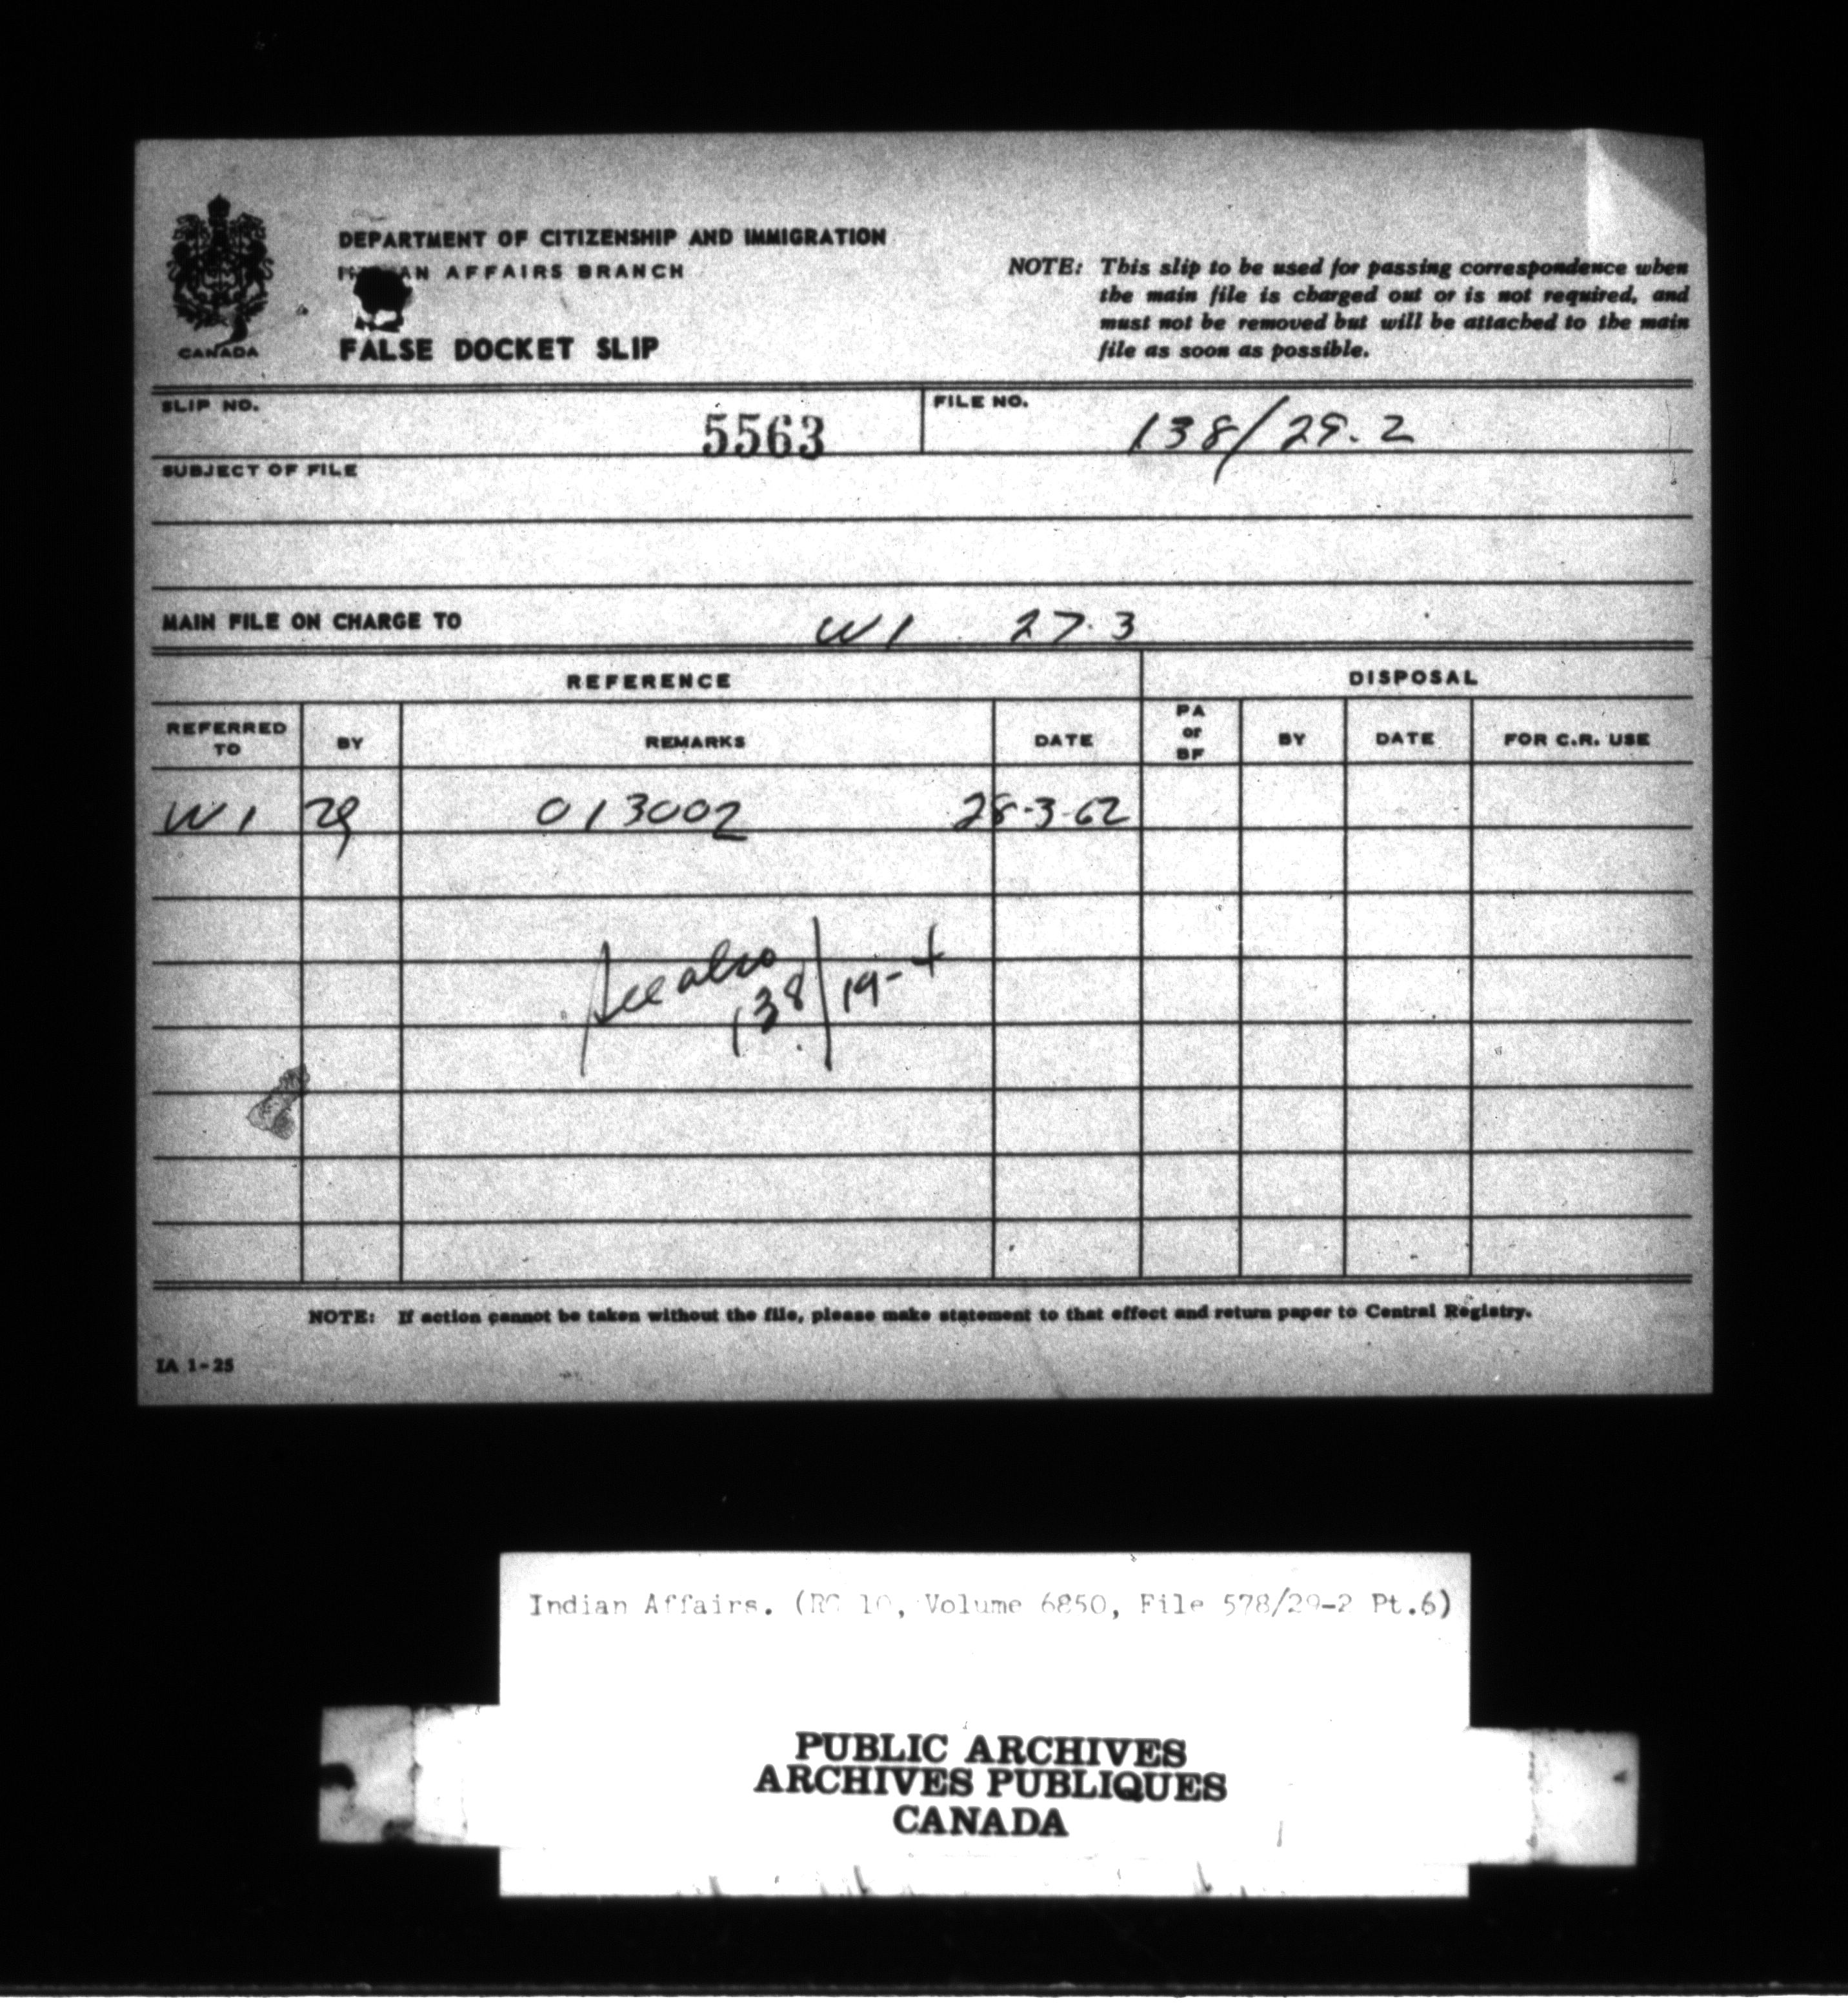 CANADA
DEPARTMENT OF CITIZENSHIP AND IMMIGRATION
AFFAIRS BRANCH
FALSE DOCKET SLIP
NOTE: This slip to be used for passing correspondence when
the main file is charged out or is not required, and
must not be removed but will be attached to the main
file as soon as possible.
SLIP NO. 5563
FILE NO. 138/29.2
SUBJECT OF FILE
MAIN FILE ON CHARGE TO W1 27.3
REFERENCE DISPOSAL
REFERRED TO BY REMARKS DATE PA or BF BY DATE FOR C.R. USE
W1 013002 28-3-62
See also
138/19-4
NOTE: If action cannot be taken without the file, please make statement to that effect and return paper to Central Registry.
IA 1-25
Indian Affairs. (RG 10, Volume 6850, File 578/29-2 Pt.6)
PUBLIC ARCHIVES
ARCHIVES PUBLIQUES
CANADA